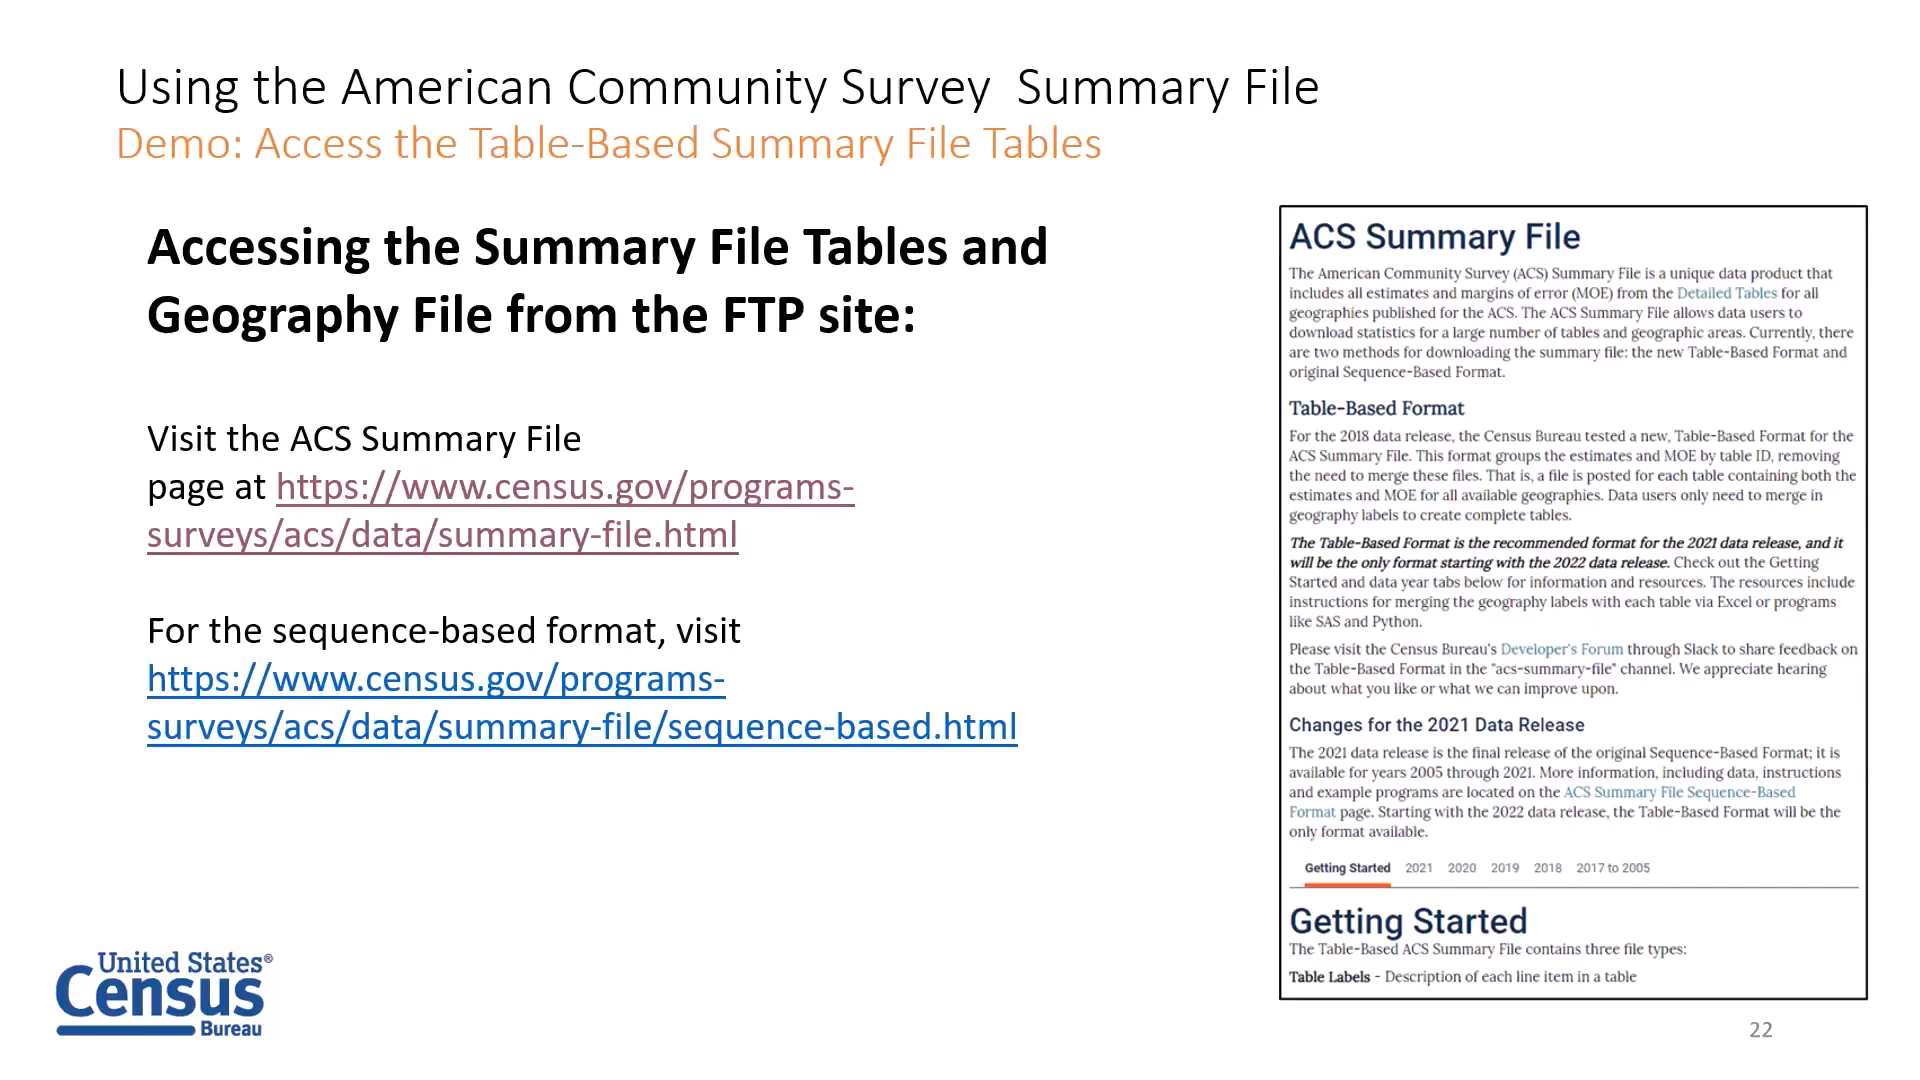 Using the American Community Survey  Summary File
Demo: Access the Table-Based Summary File Tables
Accessing the Summary File Tables and
Geography File from the FTP site:
Visit the ACS Summary File
page at https://www.census.gov/programs-
surveys/acs/data/summary-file.html
For the sequence-based format, visit
https://www.census.gov/programs-
surveys/acs/data/summary-file/sequence-based.html
ACS Summary File
The American Community Survey (ACS) Summary File is a unique data product that
includes all estimates and margins of error (MOE) from the Detailed Tables for all
geographies published for the ACS. The ACS Summary File allows data users to
download statistics for a large number of tables and geographic areas. Currently, there
are two methods for downloading the summary file: the new Table-Based Format and
original Sequence-Based Format.
Table-Based Format
For the 2018 data release, the Census Bureau tested a new, Table-Based Format for the
ACS Summary File. This format groups the estimates and MOE by table ID, removing
the need to merge these files. That is, a file is posted for each table containing both the
estimates and MOE for all available geographies. Data users only need to merge in
geography labels to create complete tables.
The Table-Based Format is the recommended format for the 2021 data release, and it
will be the only format starting with the 2022 data release. Check out the Getting
Started and data year tabs below for information and resources. The resources include
instructions for merging the geography labels with each table via Excel or programs
like SAS and Python.
Please visit the Census Bureau's Developer's Forum through Slack to share feedback on
the Table-Based Format in the "acs-summary-file" channel. We appreciate hearing
about what you like or what we can improve upon.
Changes for the 2021 Data Release
The 2021 data release is the final release of the original Sequence-Based Format; it is
available for years 2005 through 2021. More information, including data, instructions
and example programs are located on the ACS Summary File Sequence-Based
Format page. Starting with the 2022 data release, the Table-Based Format will be the
only format available.
Getting Started 2021 2020 2019 2018 2017 to 2005
Getting Started
The Table-Based ACS Summary File contains three file types:
Table Labels - Description of each line item in a table
United States®
Census
Bureau
22